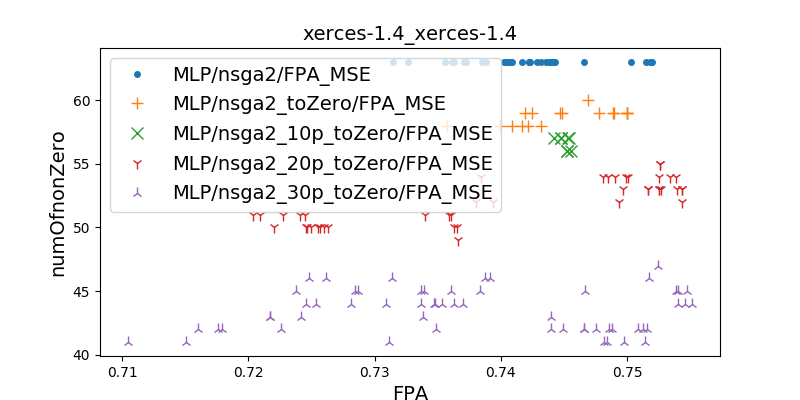 xerces-1.4_xerces-1.4
MLP/nsga2/FPA_MSE
MLP/nsga2_toZero/FPA_MSE
MLP/nsga2_10p_toZero/FPA_MSE
MLP/nsga2_20p_toZero/FPA_MSE
MLP/nsga2_30p_toZero/FPA_MSE
numOfnonZero
60
55
50
45
40
0.71 0.72 0.73 0.74 0.75
FPA